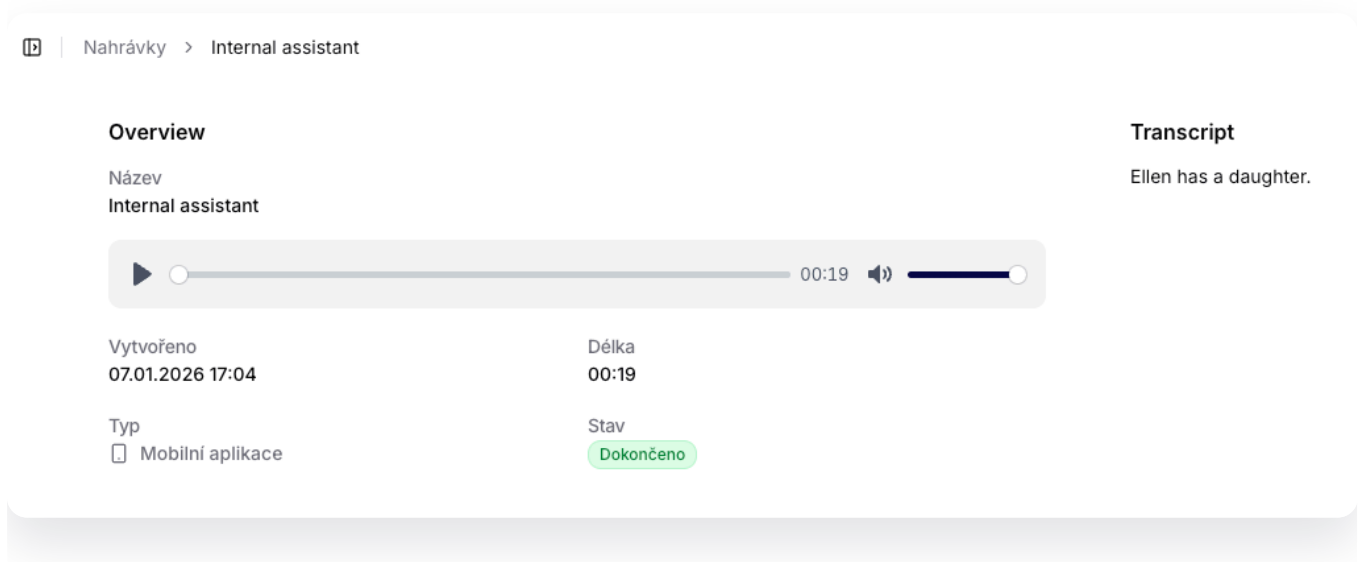 Nahrávky > Internal assistant
Overview
Název
Internal assistant
00:19
Vytvořeno
07.01.2026 17:04
Délka
00:19
Typ
Mobilní aplikace
Stav
Dokončeno
Transcript
Ellen has a daughter.